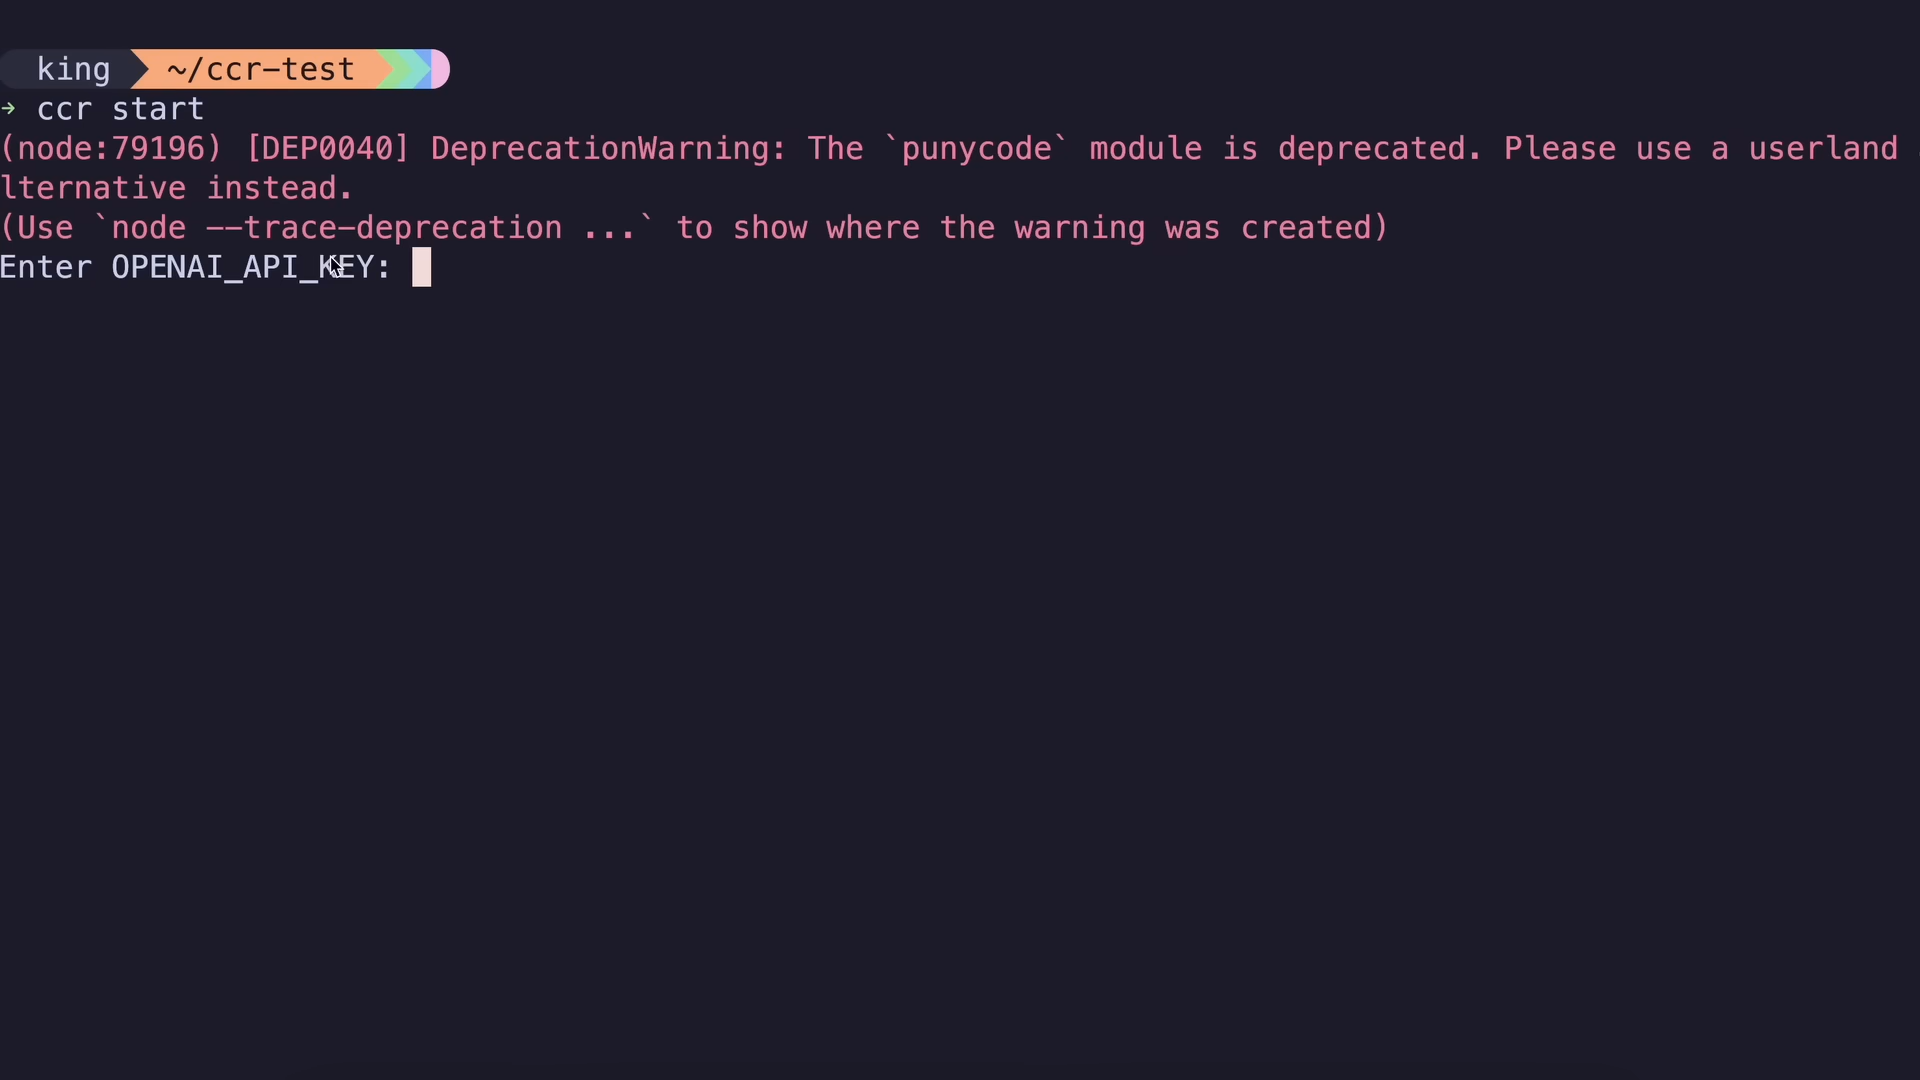 king ~/ccr-test
→ ccr start
(node:79196) [DEP0040] DeprecationWarning: The `punycode` module is deprecated. Please use a userland
lternative instead.
(Use `node --trace-deprecation ...` to show where the warning was created)
Enter OPENAI_API_KEY: